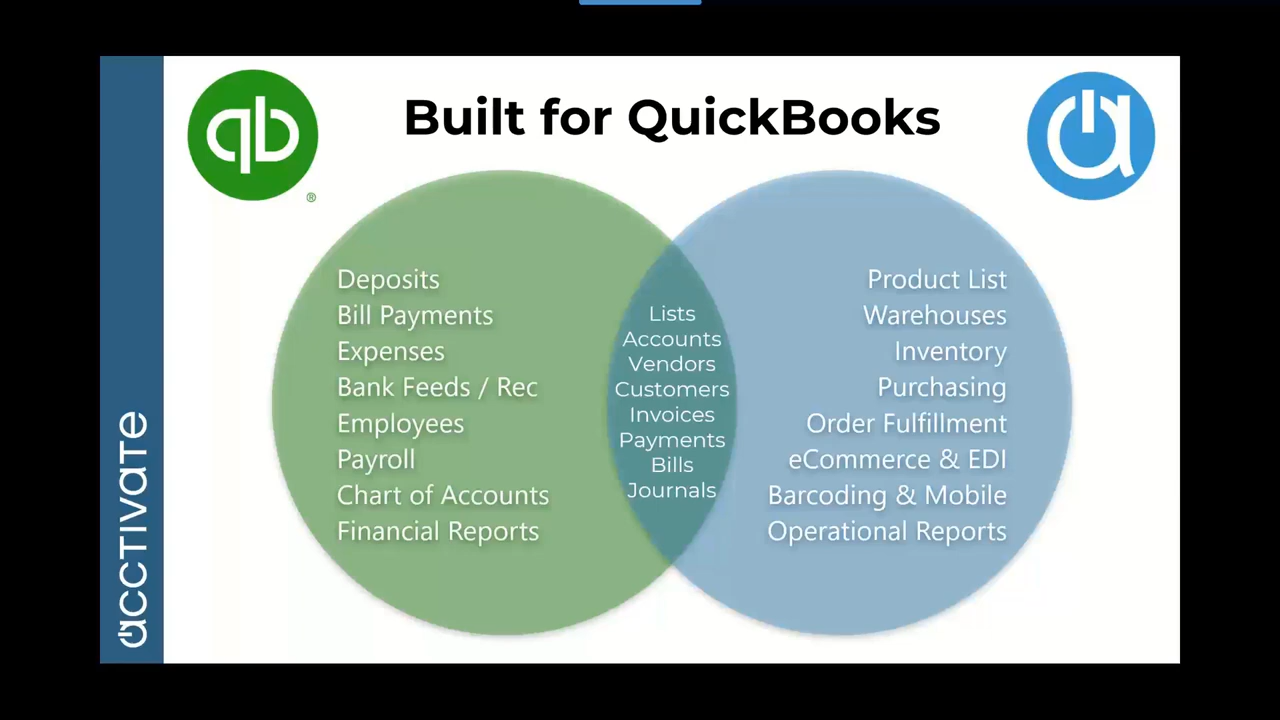 qb
®
Built for QuickBooks
a
Deposits
Bill Payments
Expenses
Bank Feeds / Rec
Employees
Payroll
Chart of Accounts
Financial Reports
Lists
Accounts
Vendors
Customers
Invoices
Payments
Bills
Journals
Product List
Warehouses
Inventory
Purchasing
Order Fulfillment
eCommerce & EDI
Barcoding & Mobile
Operational Reports
acctivate